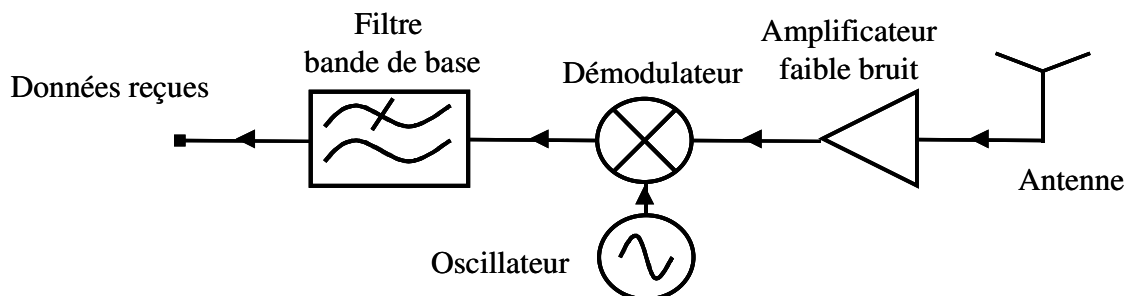 Filtre
bande de base
Données reçues
Démodulateur
Amplificateur
faible bruit
Antenne
Oscillateur